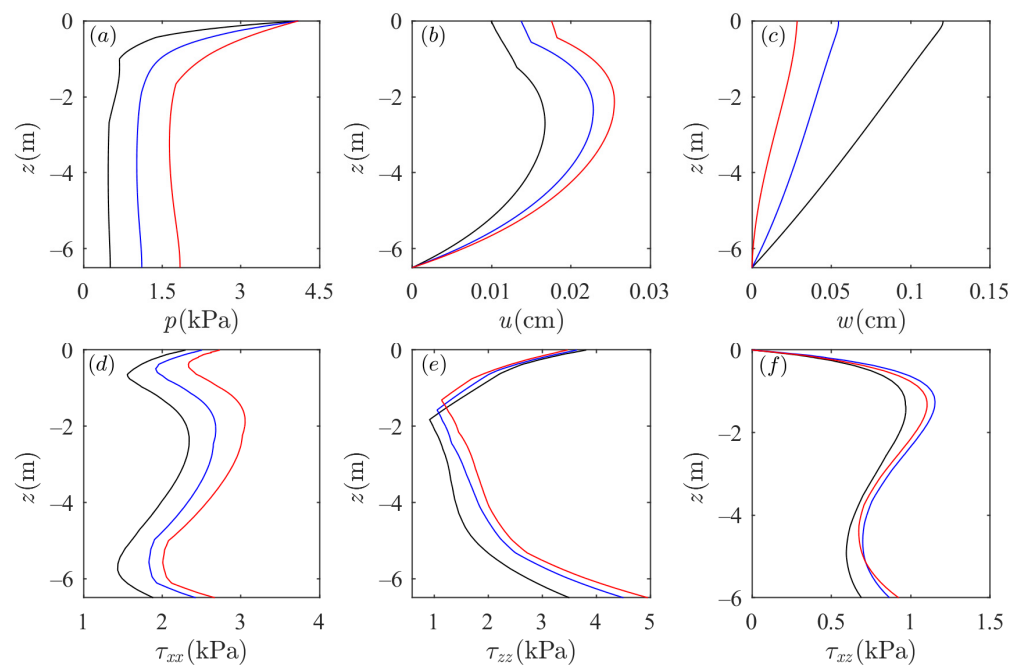 (a)
0
−2
−4
−6
z(m)
0 1.5 3 4.5
p(kPa)
(b)
0
−2
−4
−6
z(m)
0 0.01 0.02 0.03
u(cm)
(c)
0
−2
−4
−6
z(m)
0 0.05 0.1 0.15
w(cm)
(d)
0
−2
−4
−6
z(m)
1 2 3 4
τxx(kPa)
(e)
0
−2
−4
−6
z(m)
1 2 3 4 5
τzz(kPa)
(f)
0
−2
−4
−6
z(m)
0 0.5 1 1.5
τxz(kPa)